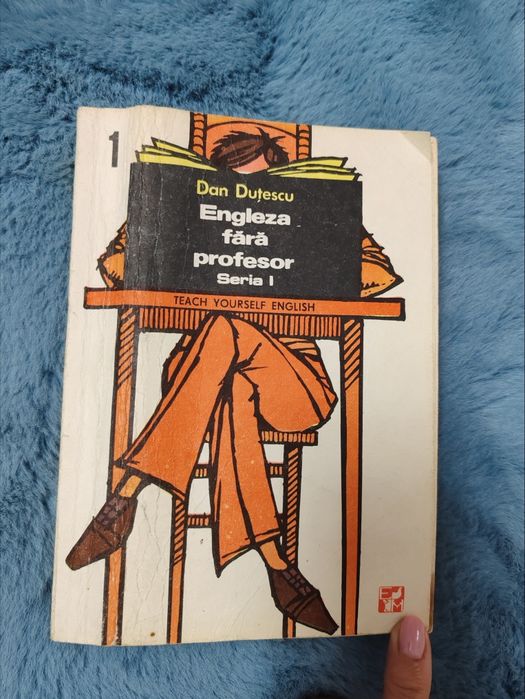 1
Dan Duțescu
Engleza
fără
profesor
Seria I
TEACH YOURSELF ENGLISH